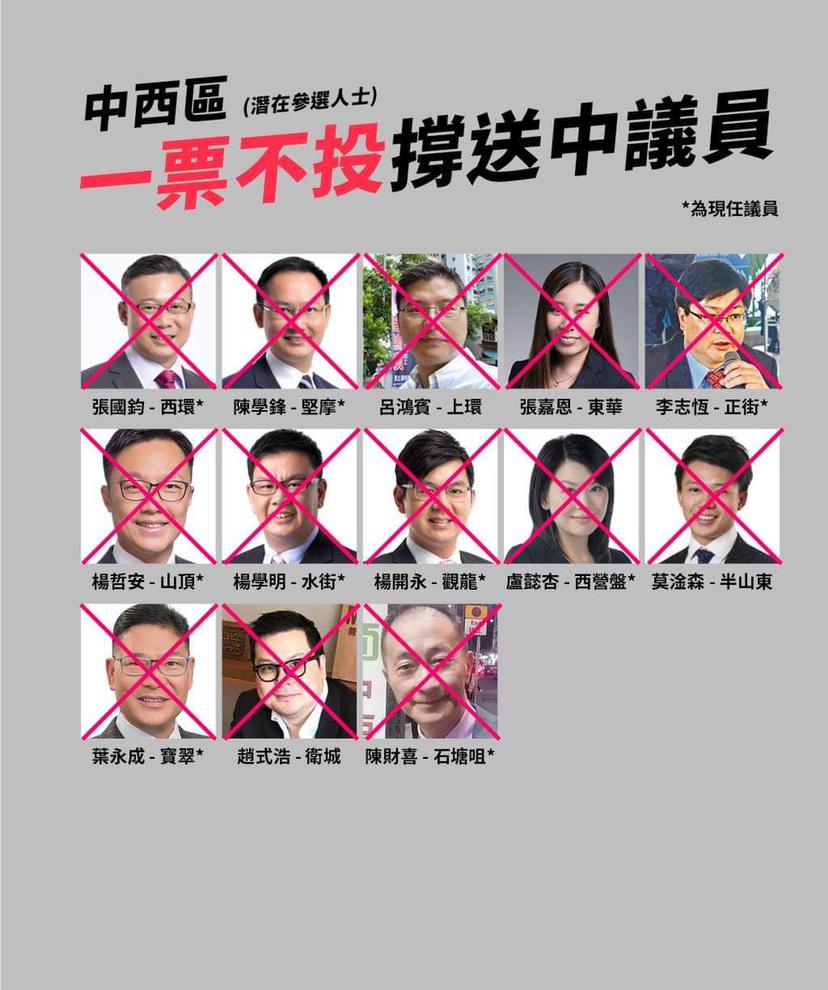 中西區 (潛在參選人士)
一票不投撐送中議員
*為現任議員
張國鈞 - 西環*
陳學鋒 - 堅摩*
呂鴻賓 - 上環
張嘉恩 - 東華
李志恆 - 正街*
楊哲安 - 山頂*
楊學明 - 水街*
楊開永 - 觀龍*
盧懿杏 - 西營盤*
莫淦森 - 半山東
葉永成 - 寶翠*
趙式浩 - 衛城
陳財喜 - 石塘咀*